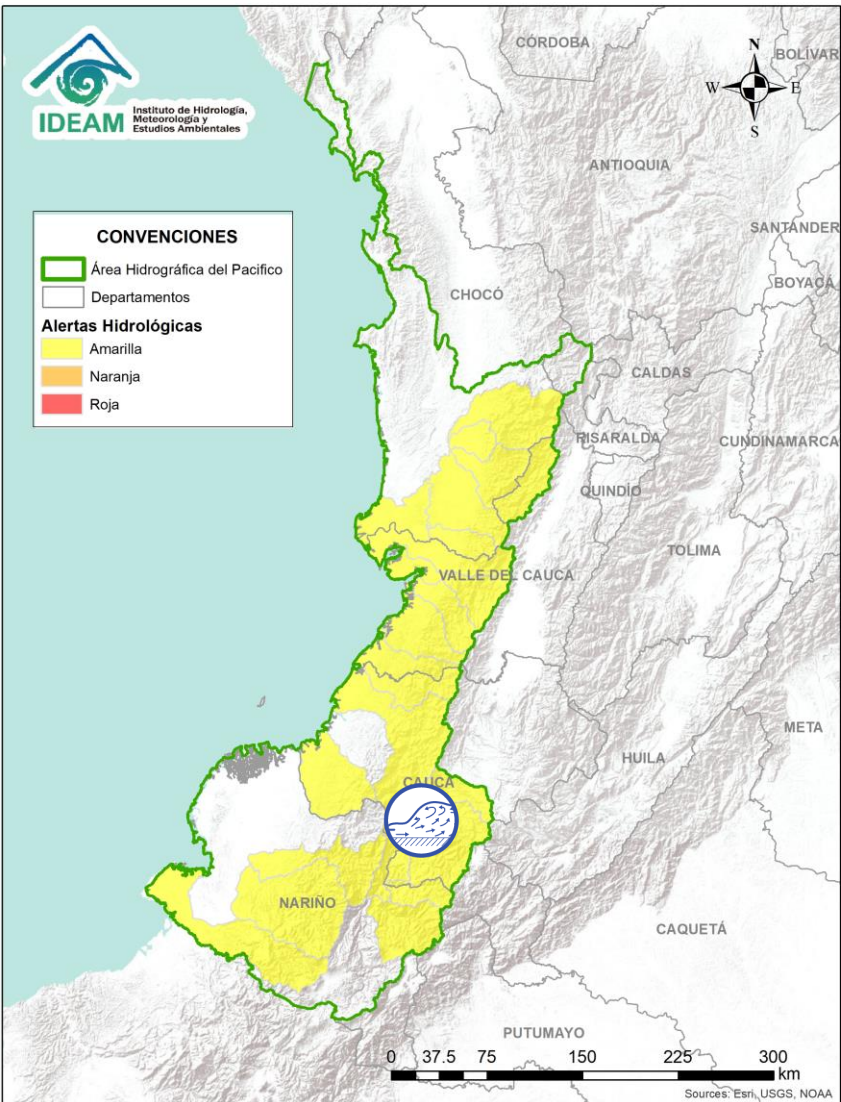 IDEAM
Instituto de Hidrología,
Meteorología y
Estudios Ambientales
CÓRDOBA
BOLÍVAR
N
W
E
S
ANTIOQUIA
SANTANDER
BOYACÁ
CONVENCIONES
Área Hidrográfica del Pacifico
Departamentos
Alertas Hidrológicas
Amarilla
Naranja
Roja
CHOCÓ
CALDAS
RISARALDA
CUNDINAMARCA
QUINDÍO
TOLIMA
VALLE DEL CAUCA
META
HUILA
CAUCA
NARIÑO
CAQUETÁ
PUTUMAYO
0 37.5 75 150 225 300
km
Sources: Esri, USGS, NOAA